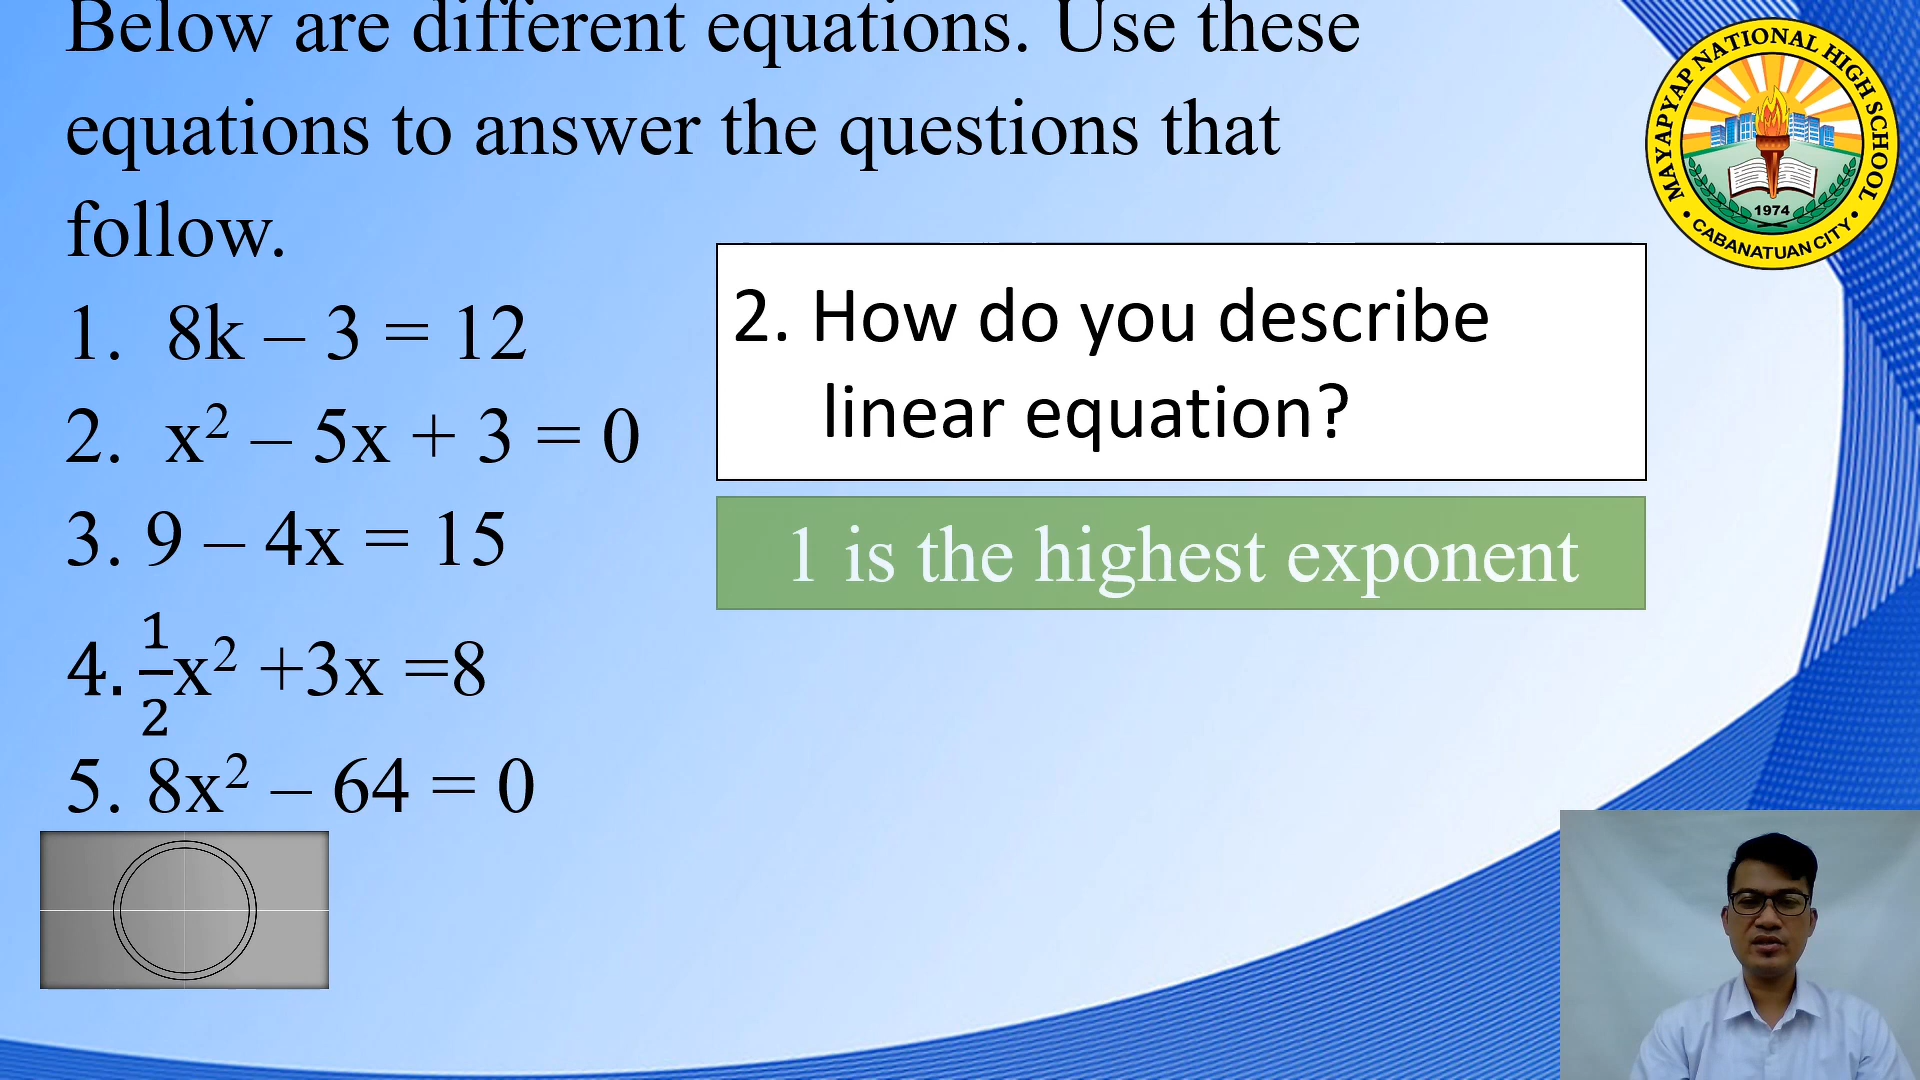 Below are different equations. Use these
equations to answer the questions that
follow.
1. 8k – 3 = 12
2. x² – 5x + 3 = 0
3. 9 – 4x = 15
4. ½x² +3x =8
5. 8x² – 64 = 0
2. How do you describe
linear equation?
1 is the highest exponent
MAYAPYAP NATIONAL HIGH SCHOOL
1974
• CABANATUAN CITY •